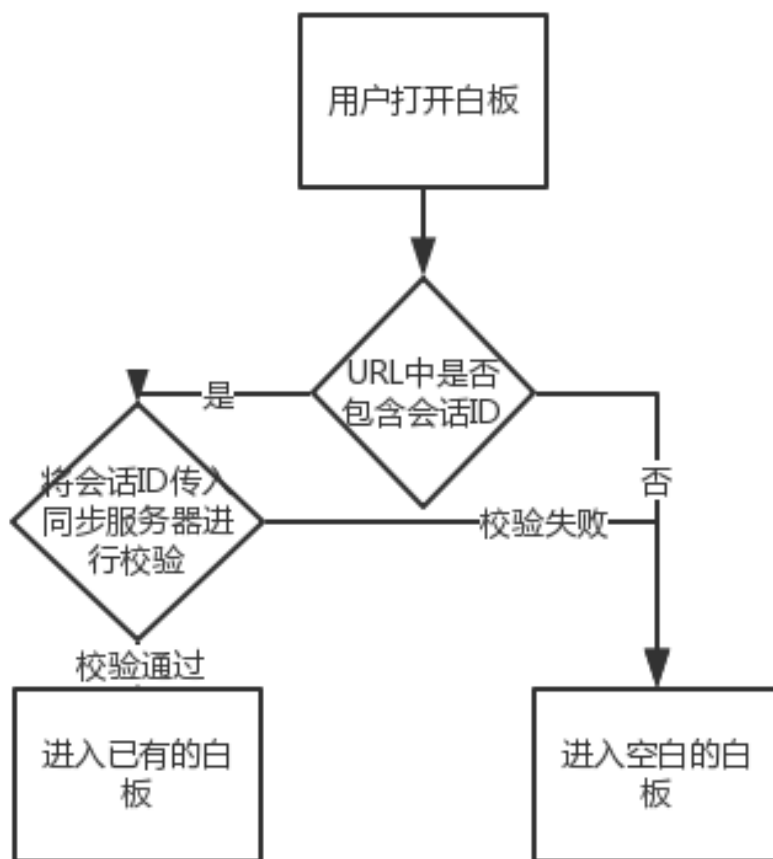 用户打开白板
URL中是否
包含会话ID
是
否
将会话ID传入
同步服务器进
行校验
校验失败
校验通过
进入已有的白
板
进入空白的白
板